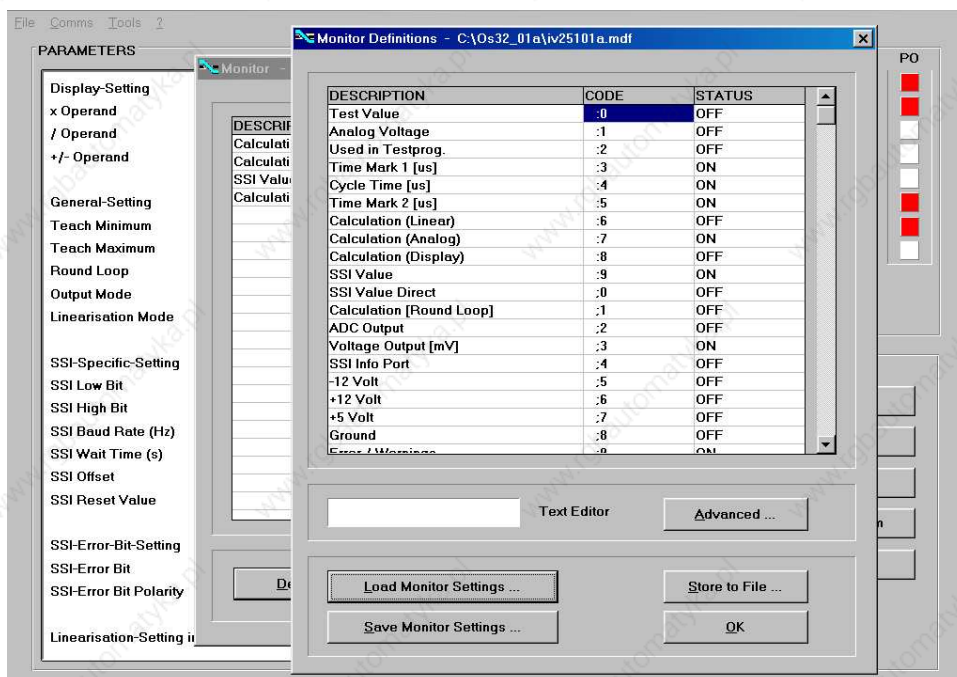 File Comms Tools ?
PARAMETERS
Display-Setting
x Operand
/ Operand
+/- Operand
General-Setting
Teach Minimum
Teach Maximum
Round Loop
Output Mode
Linearisation Mode
SSI-Specific-Setting
SSI Low Bit
SSI High Bit
SSI Baud Rate (Hz)
SSI Wait Time (s)
SSI Offset
SSI Reset Value
SSI-Error-Bit-Setting
SSI-Error Bit
SSI-Error Bit Polarity
Linearisation-Setting
Monitor -
SSI
Monitor Definitions - C:\Os32_01a\iv25101a.mdf
DESCRIPTION CODE STATUS
Test Value :0 OFF
Analog Voltage :1 OFF
Used in Testprog. :2 OFF
Time Mark 1 [us] :3 ON
Cycle Time [us] :4 ON
Time Mark 2 [us] :5 ON
Calculation (Linear) :6 OFF
Calculation (Analog) :7 ON
Calculation (Display) :8 OFF
SSI Value :9 ON
SSI Value Direct ;0 OFF
Calculation [Round Loop] ;1 OFF
ADC Output ;2 OFF
Voltage Output [mV] ;3 ON
SSI Info Port ;4 OFF
-12 Volt ;5 OFF
+12 Volt ;6 OFF
+5 Volt ;7 OFF
Ground ;8 OFF
Text Editor
Advanced ...
Load Monitor Settings ...
Store to File ...
Save Monitor Settings ...
OK
P0
www.rgbautomatyka.pl